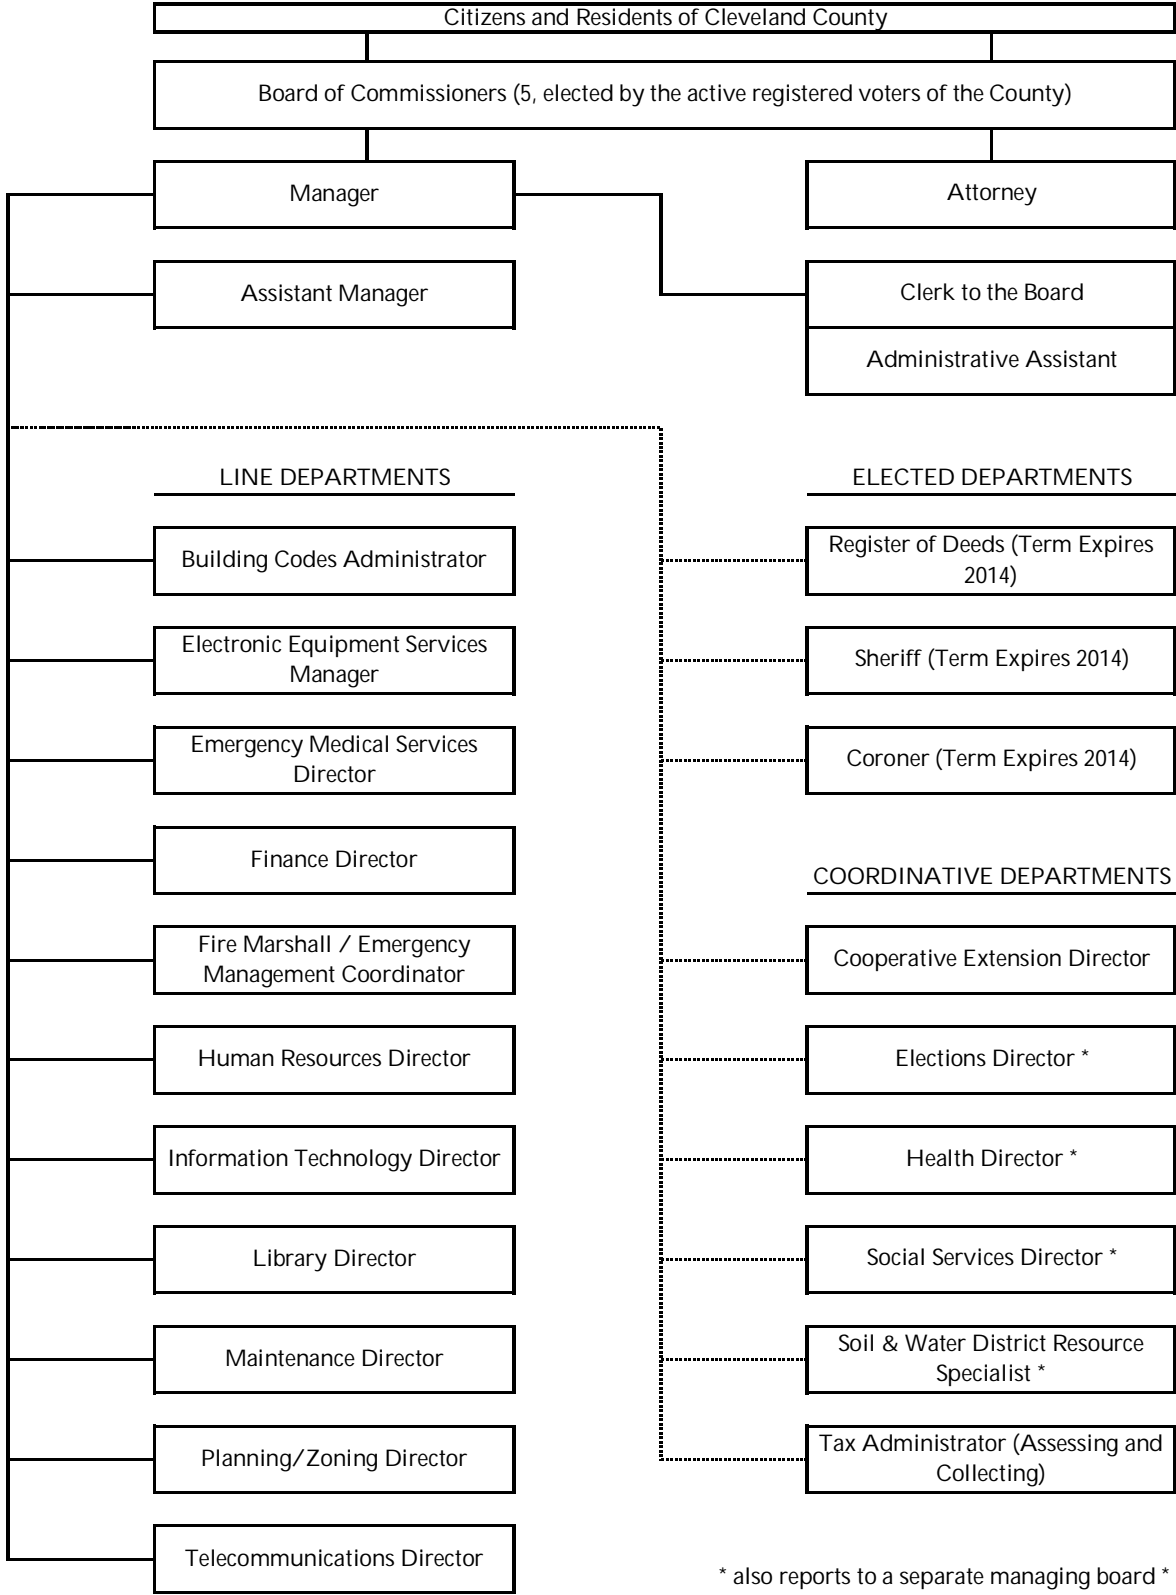 Citizens and Residents of Cleveland County
Board of Commissioners (5, elected by the active registered voters of the County)
Manager
Attorney
Assistant Manager
Clerk to the Board
Administrative Assistant
LINE DEPARTMENTS
Building Codes Administrator
Electronic Equipment Services
Manager
Emergency Medical Services
Director
Finance Director
Fire Marshall / Emergency
Management Coordinator
Human Resources Director
Information Technology Director
Library Director
Maintenance Director
Planning/Zoning Director
Telecommunications Director
ELECTED DEPARTMENTS
Register of Deeds (Term Expires
2014)
Sheriff (Term Expires 2014)
Coroner (Term Expires 2014)
COORDINATIVE DEPARTMENTS
Cooperative Extension Director
Elections Director *
Health Director *
Social Services Director *
Soil & Water District Resource
Specialist *
Tax Administrator (Assessing and
Collecting)
* also reports to a separate managing board *